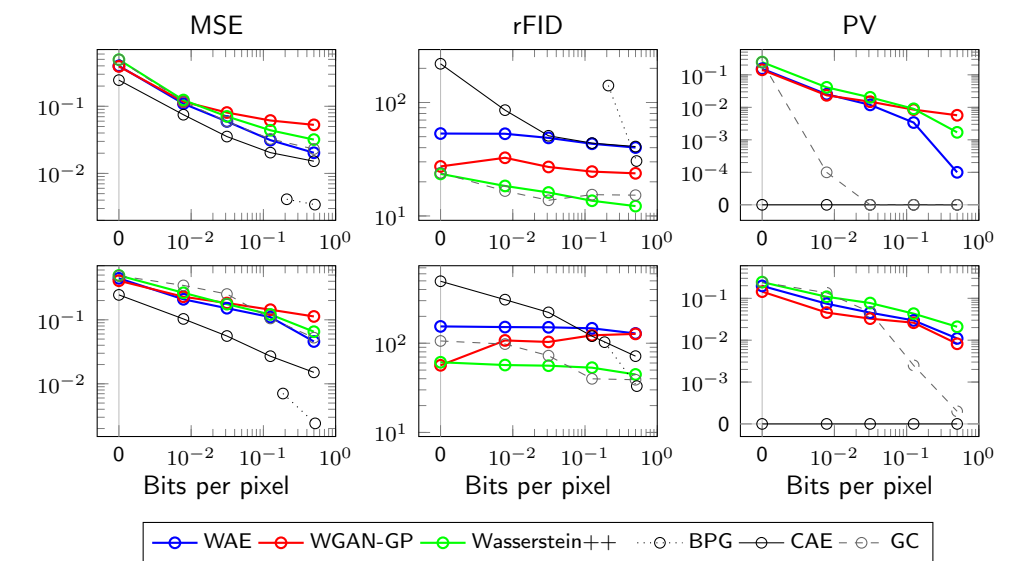 MSE rFID PV
10^−1 10^−2
10^2 10^1
10^−1 10^−2 10^−3 10^−4 0
0 10^−2 10^−1 10^0 0 10^−2 10^−1 10^0 0 10^−2 10^−1 10^0
10^−1 10^−2
10^2 10^1
10^−1 10^−2 10^−3 0
0 10^−2 10^−1 10^0 0 10^−2 10^−1 10^0 0 10^−2 10^−1 10^0
Bits per pixel Bits per pixel Bits per pixel
WAE WGAN-GP Wasserstein++ BPG CAE GC